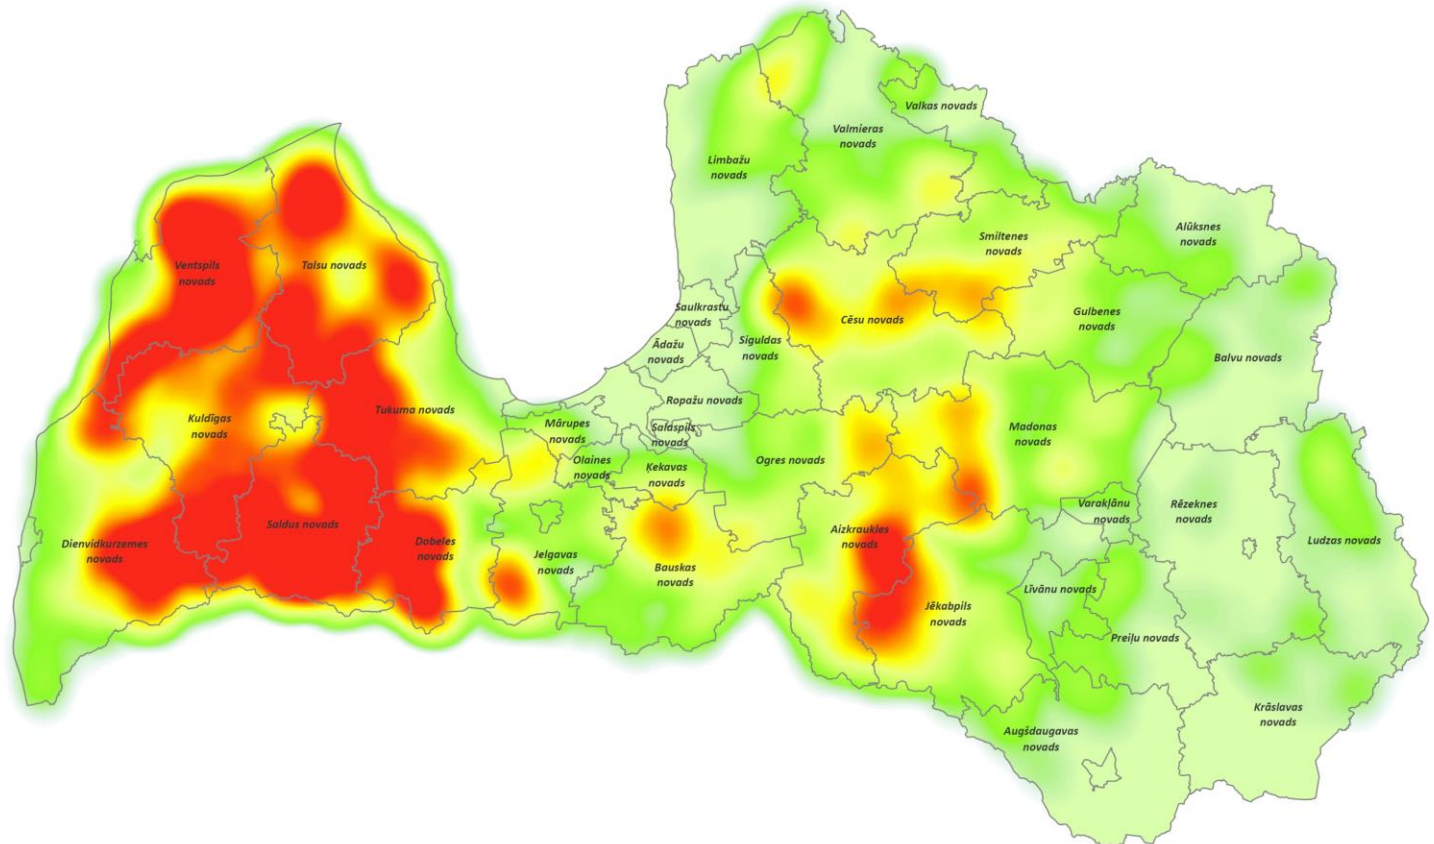 Valkas novads
Valmieras
novads
Limbažu
novads
Alūksnes
novads
Smiltenes
novads
Ventspils
novads
Talsu novads
Saulkrastu
novads
Cēsu novads
Gulbenes
novads
Siguldas
novads
Ādažu
novads
Balvu novads
Ropažu novads
Tukuma novads
Kuldīgas
novads
Mārupes
novads
Salaspils
novads
Madonas
novads
Olaines
novads
Ķekavas
novads
Ogres novads
Varakļānu
novads
Rēzeknes
novads
Saldus novads
Aizkraukles
novads
Ludzas novads
Dienvidkurzemes
novads
Dobeles
novads
Jelgavas
novads
Bauskas
novads
Līvānu novads
Jēkabpils
novads
Preiļu novads
Krāslavas
novads
Augšdaugavas
novads